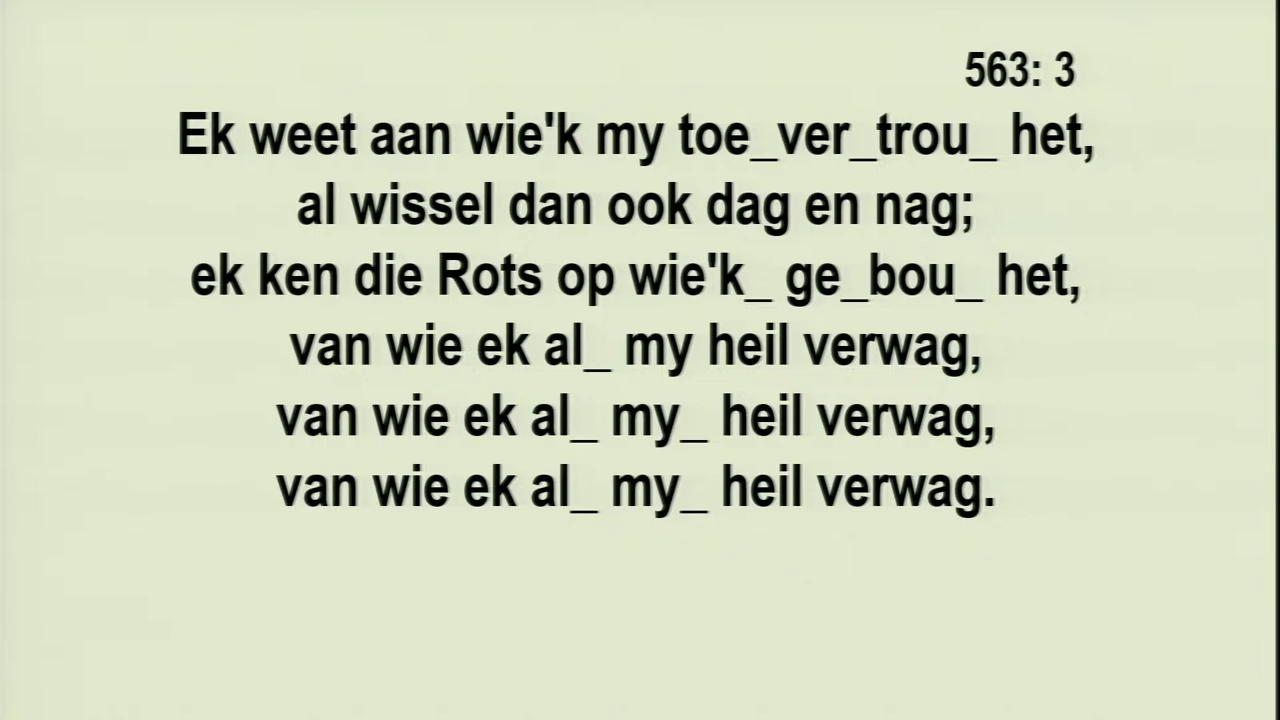 563: 3
Ek weet aan wie'k my toe_ver_trou_ het,
al wissel dan ook dag en nag;
ek ken die Rots op wie'k_ ge_bou_ het,
van wie ek al_ my heil verwag,
van wie ek al_ my_ heil verwag,
van wie ek al_ my_ heil verwag.